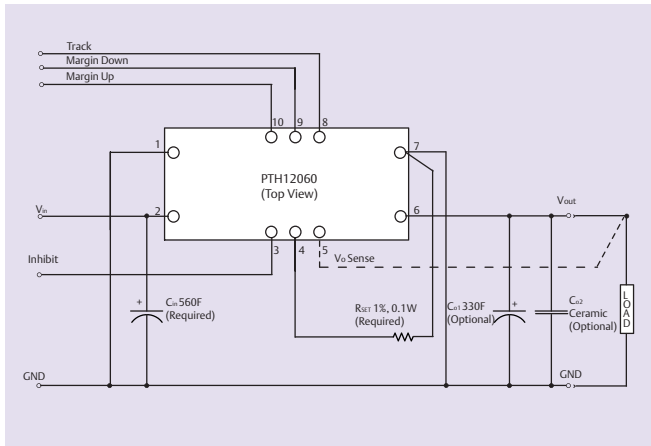 Track
Margin Down
Margin Up
10 9 8
1
7
PTH12060
(Top View)
Vin
2
6
Vout
3 4 5
Vo Sense
Inhibit
+
Cin 560F
(Required)
RSET 1%, 0.1W
(Required)
Co1 330F
(Optional)
+
Co2
Ceramic
(Optional)
LOAD
GND
GND